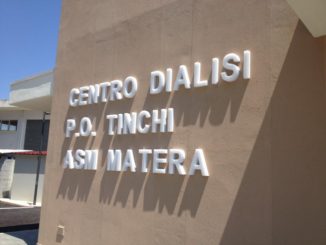 CENTRO DIALISI
P.O. TINCHI
ASM MATERA